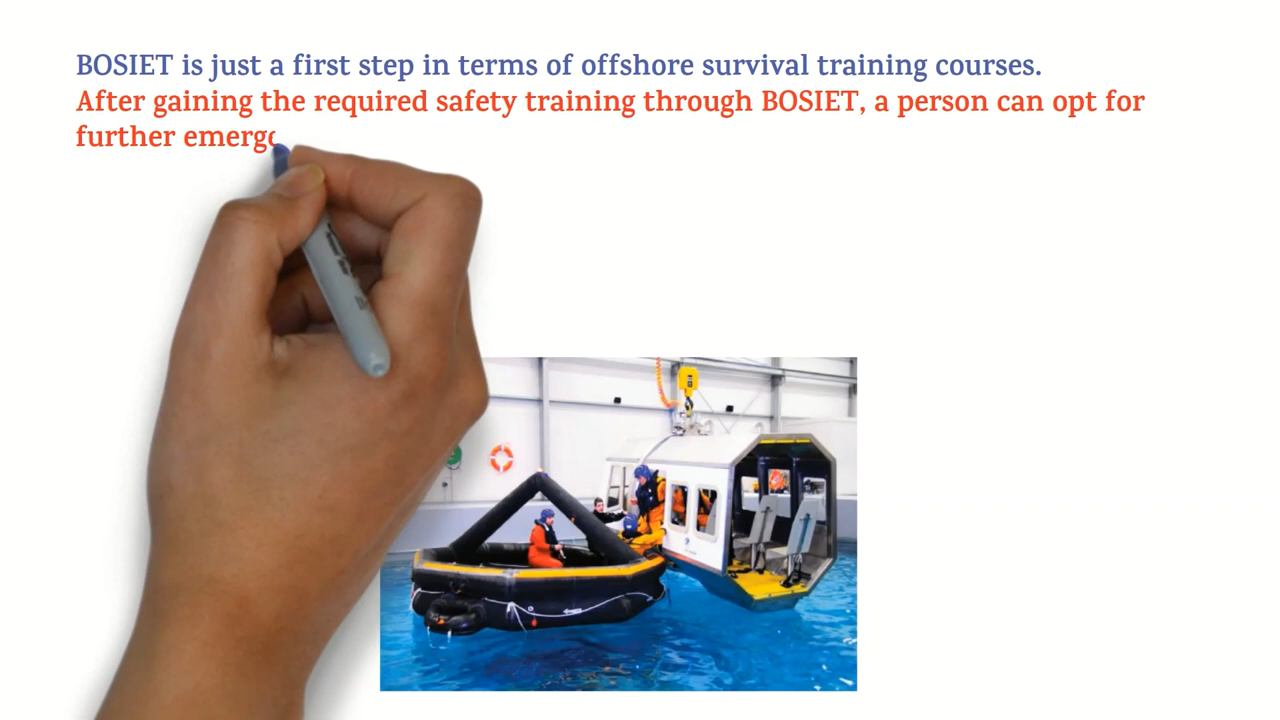 BOSIET is just a first step in terms of offshore survival training courses.
After gaining the required safety training through BOSIET, a person can opt for
further emerg